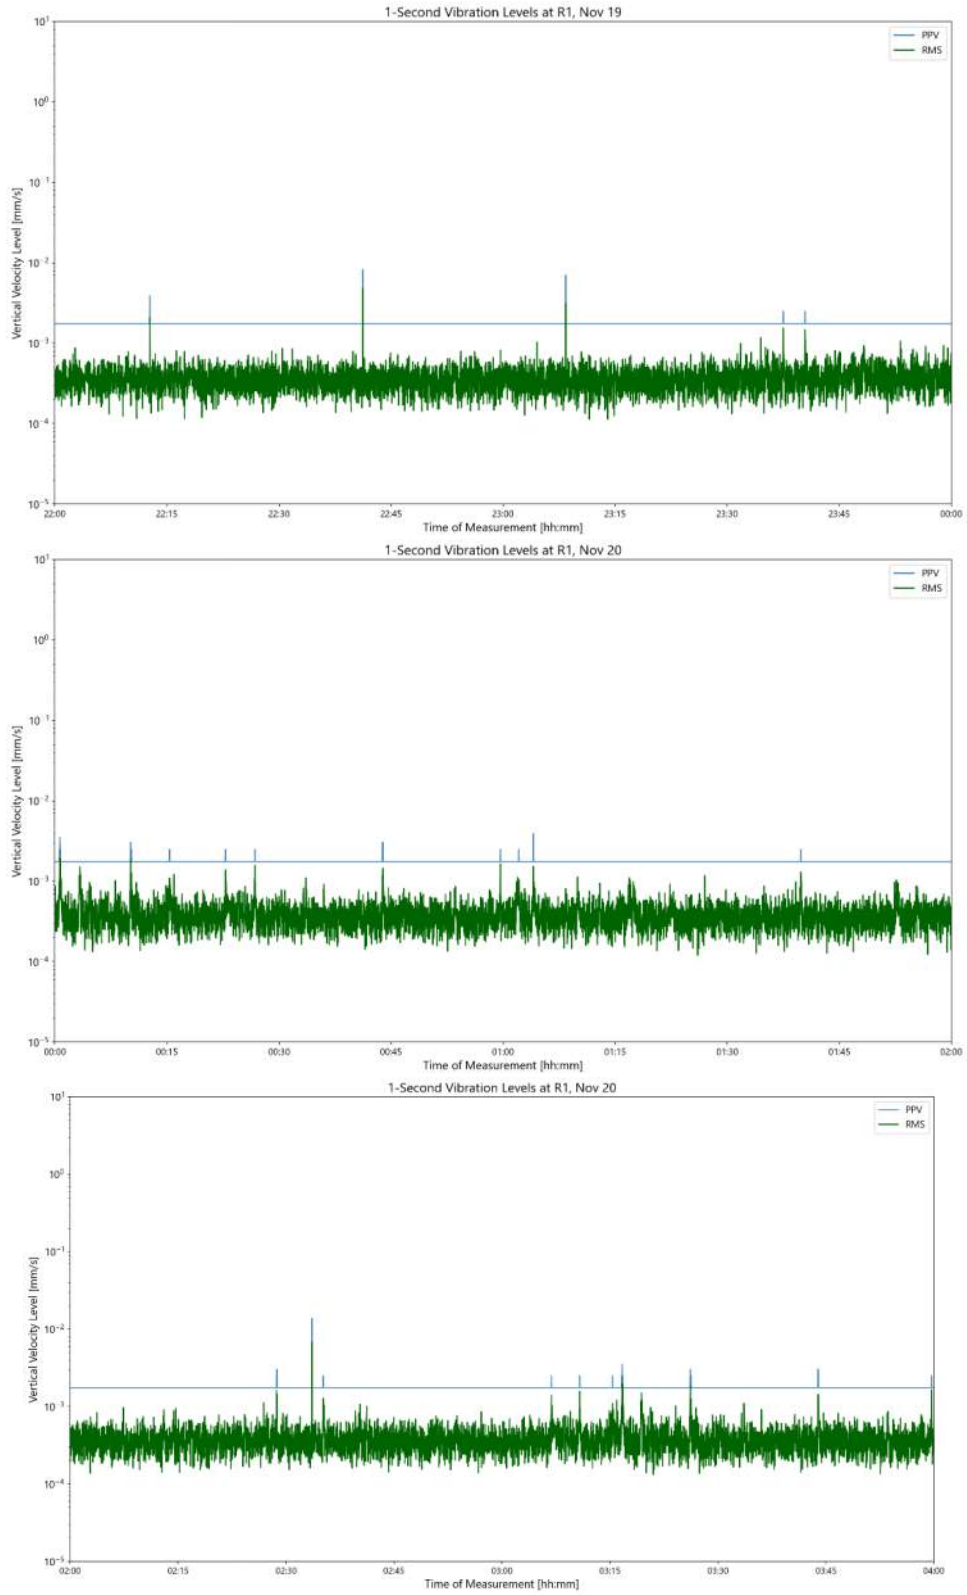 1-Second Vibration Levels at R1, Nov 19
PPV
RMS
10¹
10⁰
10⁻¹
10⁻²
10⁻³
10⁻⁴
10⁻⁵
Vertical Velocity Level [mm/s]
22:00 22:15 22:30 22:45 23:00 23:15 23:30 23:45 00:00
Time of Measurement [hh:mm]
1-Second Vibration Levels at R1, Nov 20
PPV
RMS
10¹
10⁰
10⁻¹
10⁻²
10⁻³
10⁻⁴
10⁻⁵
Vertical Velocity Level [mm/s]
00:00 00:15 00:30 00:45 01:00 01:15 01:30 01:45 02:00
Time of Measurement [hh:mm]
1-Second Vibration Levels at R1, Nov 20
PPV
RMS
10¹
10⁰
10⁻¹
10⁻²
10⁻³
10⁻⁴
10⁻⁵
Vertical Velocity Level [mm/s]
02:00 02:15 02:30 02:45 03:00 03:15 03:30 03:45 04:00
Time of Measurement [hh:mm]